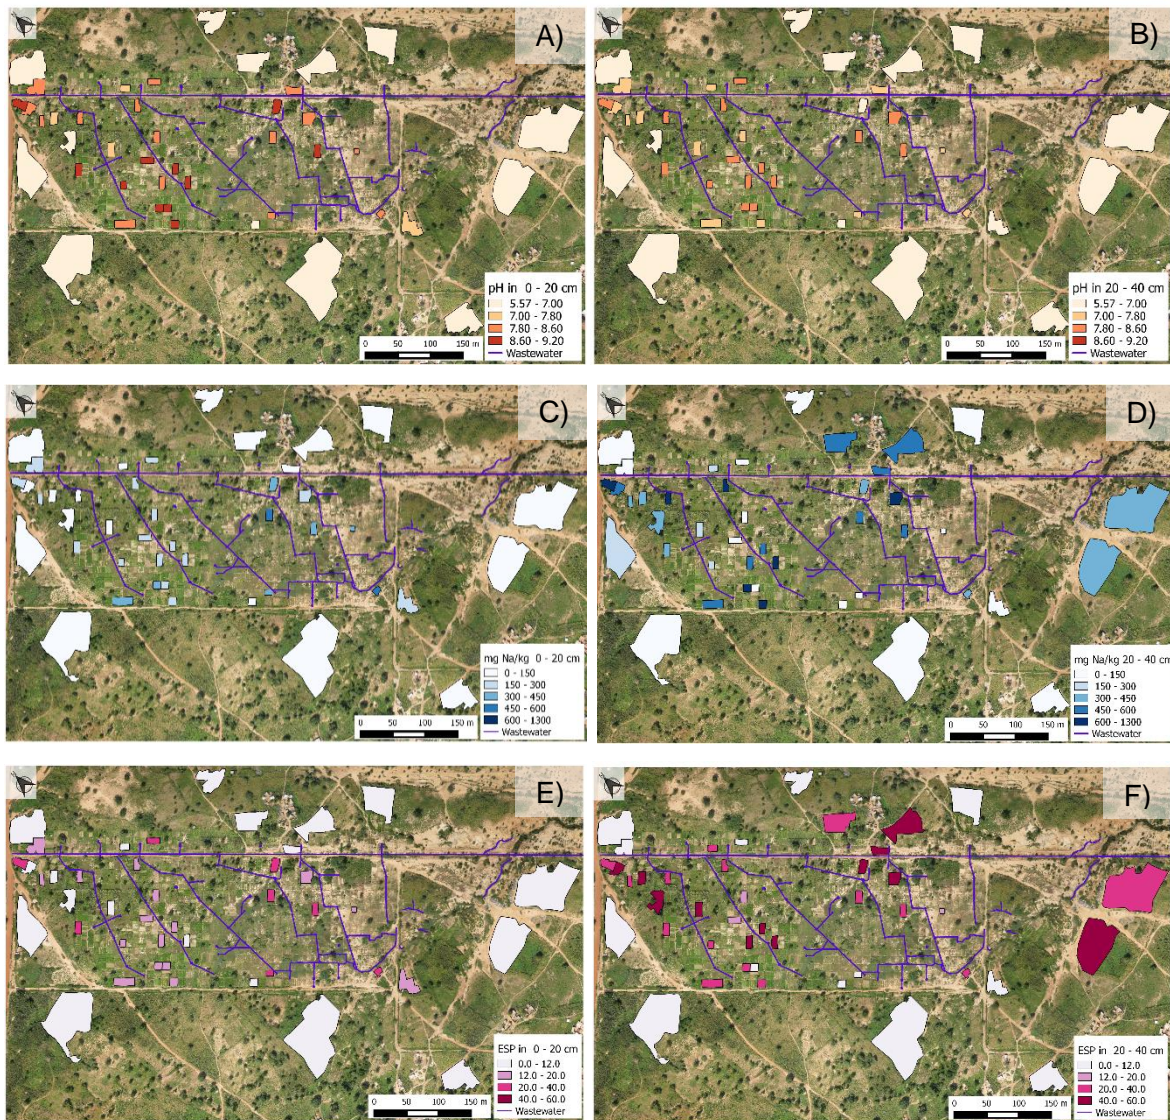 A)
pH in 0 - 20 cm
5.57 - 7.00
7.00 - 7.80
7.80 - 8.60
8.60 - 9.20
Wastewater
0 50 100 150 m
B)
pH in 20 - 40 cm
5.57 - 7.00
7.00 - 7.80
7.80 - 8.60
8.60 - 9.20
Wastewater
0 50 100 150 m
C)
mg Na/kg 0 - 20 cm
0 - 150
150 - 300
300 - 450
450 - 600
600 - 1300
Wastewater
0 50 100 150 m
D)
mg Na/kg 20 - 40 cm
0 - 150
150 - 300
300 - 450
450 - 600
600 - 1300
Wastewater
0 50 100 150 m
E)
ESP in 0 - 20 cm
0.0 - 12.0
12.0 - 20.0
20.0 - 40.0
40.0 - 60.0
Wastewater
0 50 100 150 m
F)
ESP in 20 - 40 cm
0.0 - 12.0
12.0 - 20.0
20.0 - 40.0
40.0 - 60.0
Wastewater
0 50 100 150 m